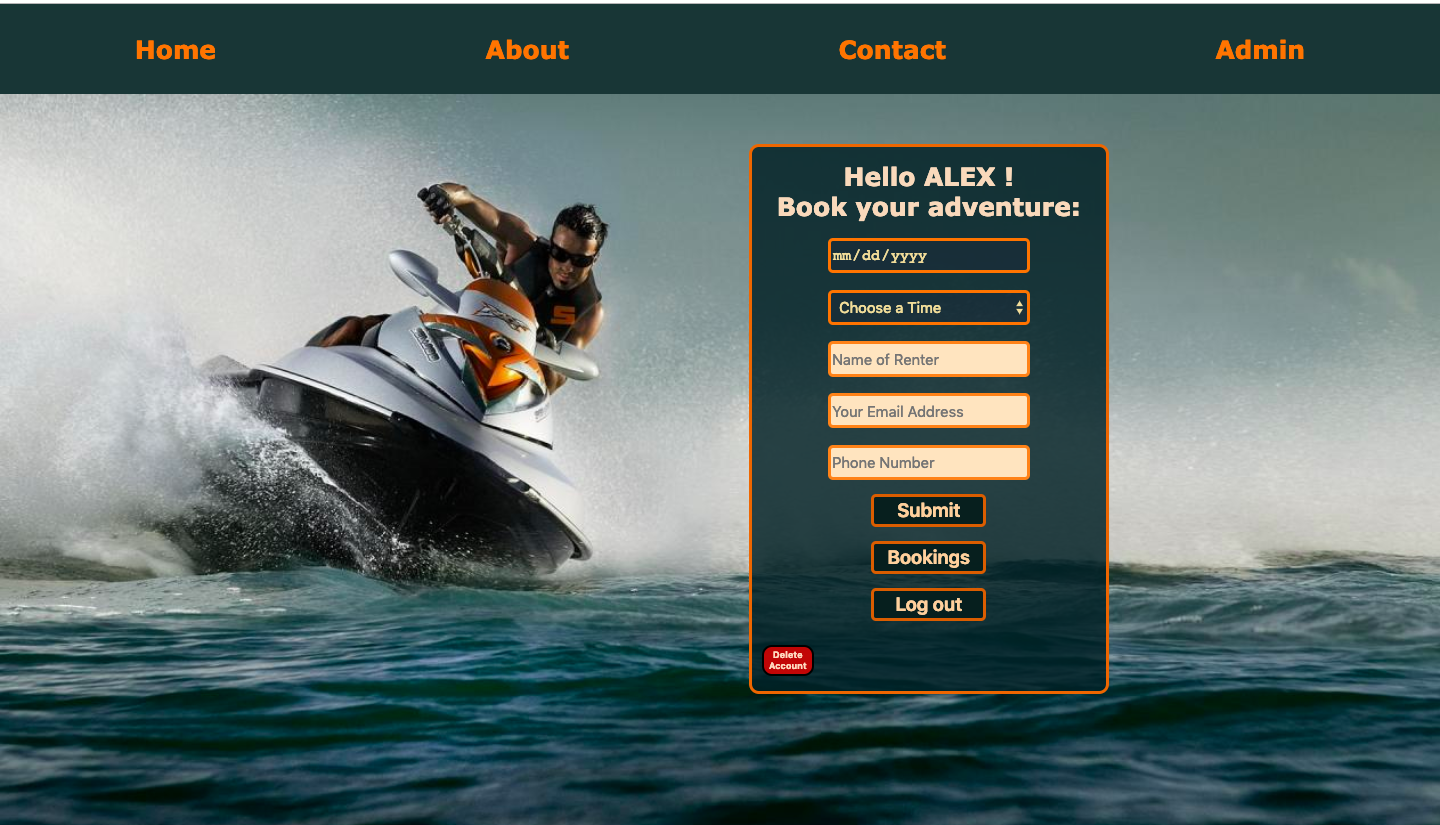 Home About Contact Admin
Hello ALEX !
Book your adventure:
mm/dd/yyyy
Choose a Time
Name of Renter
Your Email Address
Phone Number
Submit
Bookings
Log out
Delete
Account